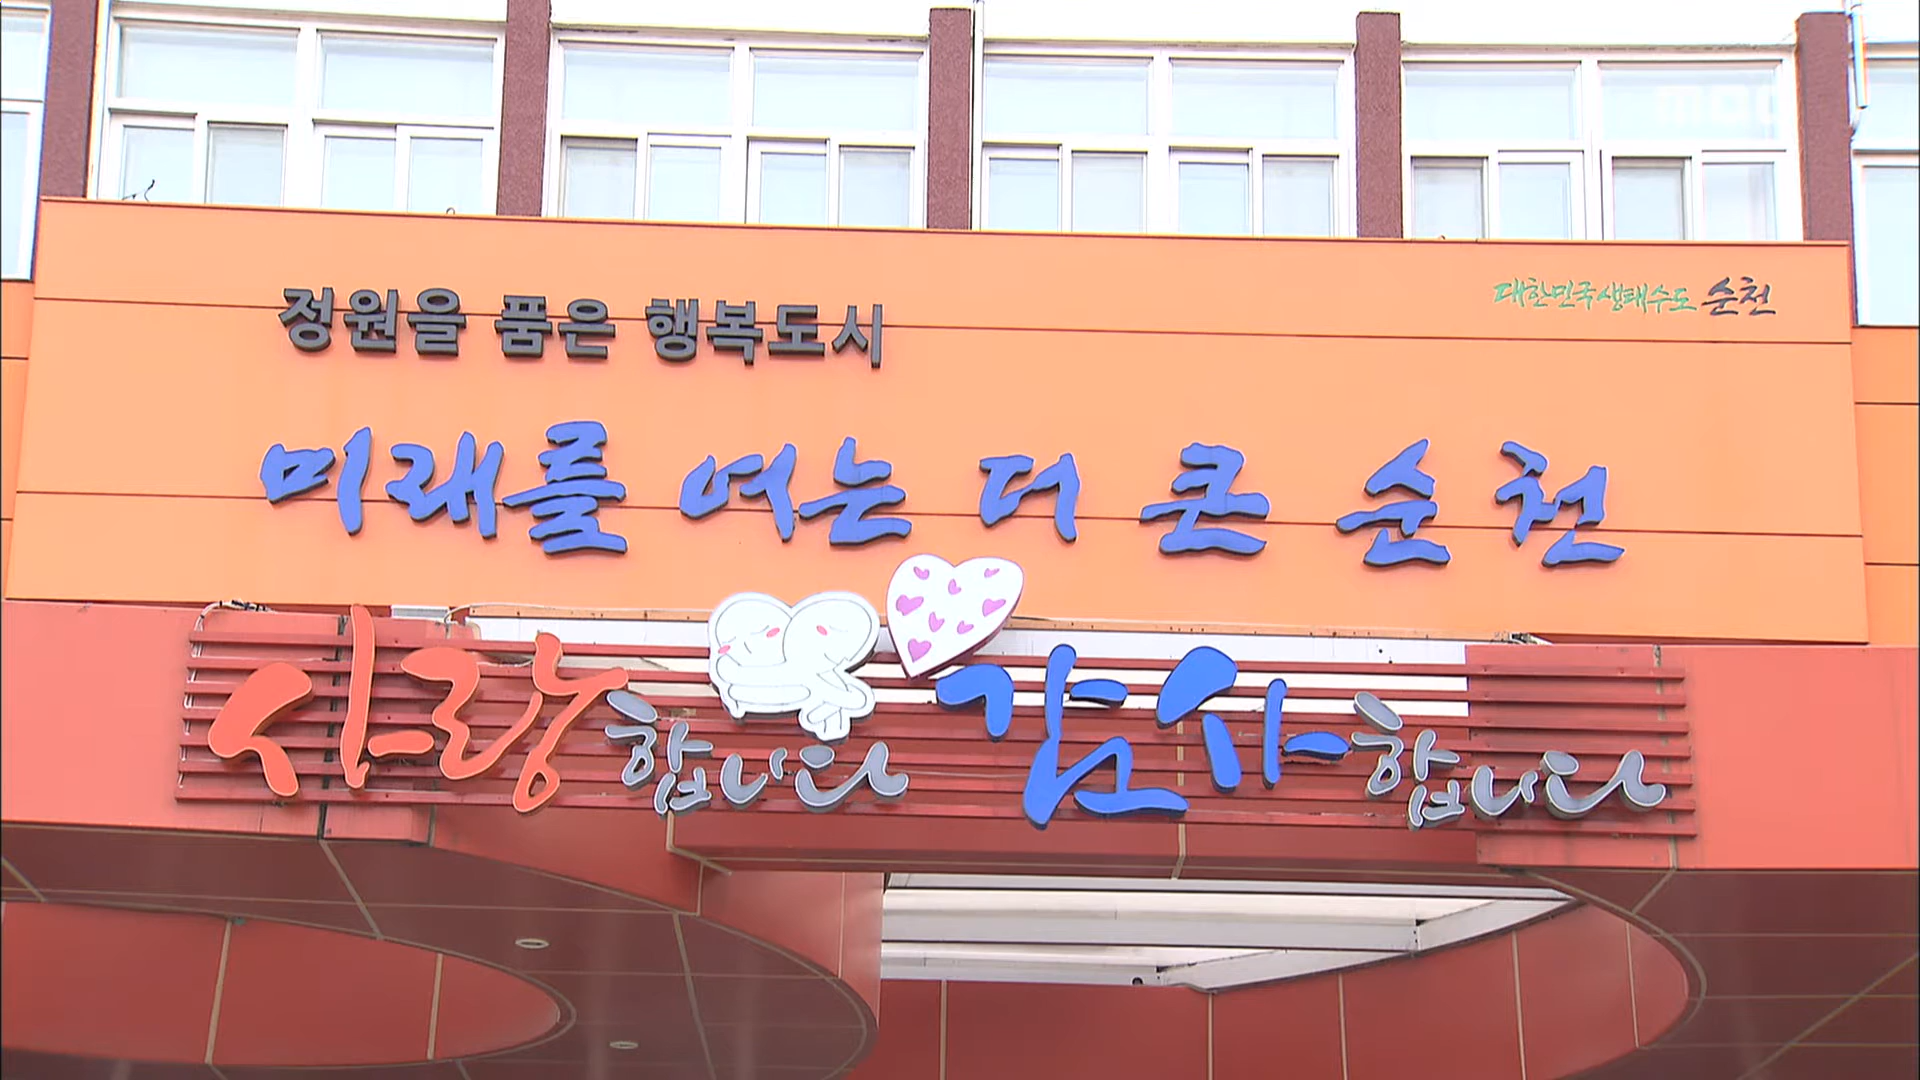 MBC
대한민국 생태수도 순천
정원을 품은 행복도시
미래를 여는 더 큰 순천
사랑합니다 감사합니다